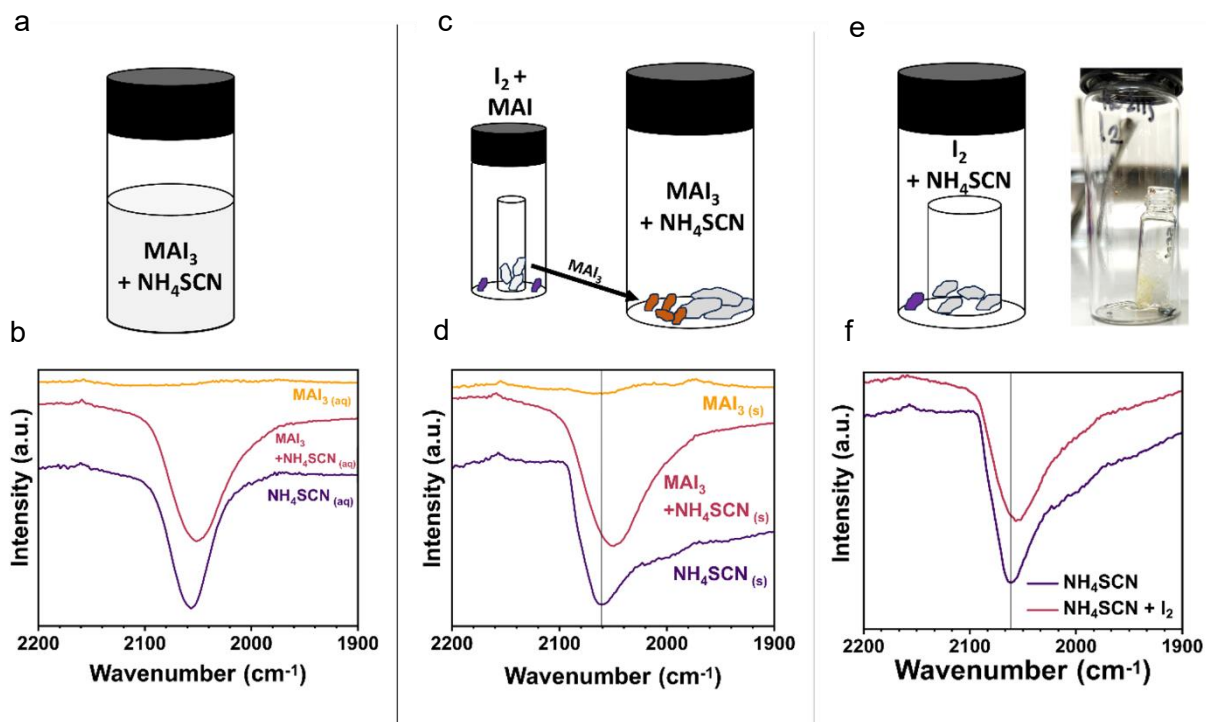 a
MAI₃
+ NH₄SCN
b
Intensity (a.u.)
MAI₃ (aq)
MAI₃
+NH₄SCN (aq)
NH₄SCN (aq)
2200
2100
2000
1900
Wavenumber (cm⁻¹)
c
I₂ +
MAI
MAI₃
MAI₃
+ NH₄SCN
d
Intensity (a.u.)
MAI₃ (s)
MAI₃
+NH₄SCN (s)
NH₄SCN (s)
2200
2100
2000
1900
Wavenumber (cm⁻¹)
e
I₂
+ NH₄SCN
I₂
f
Intensity (a.u.)
NH₄SCN
NH₄SCN + I₂
2200
2100
2000
1900
Wavenumber (cm⁻¹)